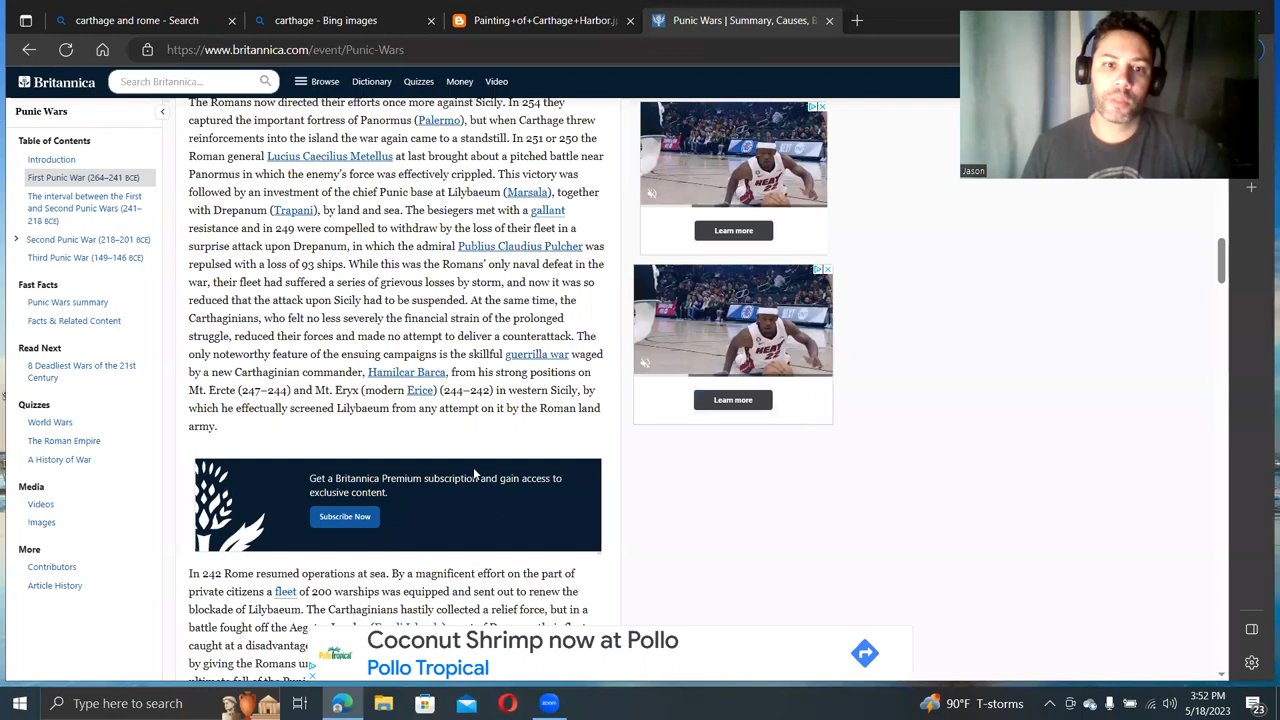 Blogger: Cothon Carthage + Harbor.j
Punic War | Summary, Causes, B
https://www.britannica.com/event/Punic-Wars
Britannica
Search Britannica...
Browse
Dictionary
Quizzes
Money
Video
Jason
Punic Wars
Table of Contents
Introduction
First Punic War (264–241 BCE)
The interval between the First
and Second Punic Wars (241–
218 BCE)
Second Punic War (218–201 BCE)
Third Punic War (149–146 BCE)
Fast Facts
Punic Wars summary
Facts & Related Content
Read Next
8 Deadliest Wars of the 21st
Century
Quizzes
World Wars
The Roman Empire
A History of War
Media
Videos
Images
More
Contributors
Article History
The Romans now directed their efforts once more against Sicily. In 254 they
captured the important fortress of Panormus (Palermo), but when Carthage threw
reinforcements into the island the war again came to a standstill. In 251 or 250 the
Roman general Lucius Caecilius Metellus at last brought about a pitched battle near
Panormus in which the enemy's force was effectively crippled. This victory was
followed by an investment of the chief Punic base at Lilybaeum (Marsala), together
with Drepanum (Trapani), by land and sea. The besiegers met with a gallant
resistance and in 249 were compelled to withdraw by the loss of their fleet in a
surprise attack upon Drepanum, in which the admiral Publius Claudius Pulcher was
repulsed with a loss of 93 ships. While this was the Romans' only naval defeat in the
war, their fleet had suffered a series of grievous losses by storm, and now it was so
reduced that the attack upon Sicily had to be suspended. At the same time, the
Carthaginians, who felt no less severely the financial strain of the prolonged
struggle, reduced their forces and made no attempt to deliver a counterattack. The
only noteworthy feature of the ensuing campaigns is the skillful guerrilla war waged
by a new Carthaginian commander, Hamilcar Barca, from his strong positions on
Mt. Ercte (247–244) and Mt. Eryx (modern Erice) (244–242) in western Sicily, by
which he effectually screened Lilybaeum from any attempt on it by the Roman land
army.
Get a Britannica Premium subscription and gain access to
exclusive content.
Subscribe Now
In 242 Rome resumed operations at sea. By a magnificent effort on the part of
private citizens a fleet of 200 warships was equipped and sent out to renew the
blockade of Lilybaeum. The Carthaginians hastily collected a relief force, but in a
battle fought off the Aeg
caught at a disadvantage
by giving the Romans u
HEAT
22
Learn more
HEAT
22
Learn more
Pollo Tropical
Coconut Shrimp now at Pollo
Pollo Tropical
Type here to search
zoom
90°F T-storms
3:52 PM
5/18/2023
23